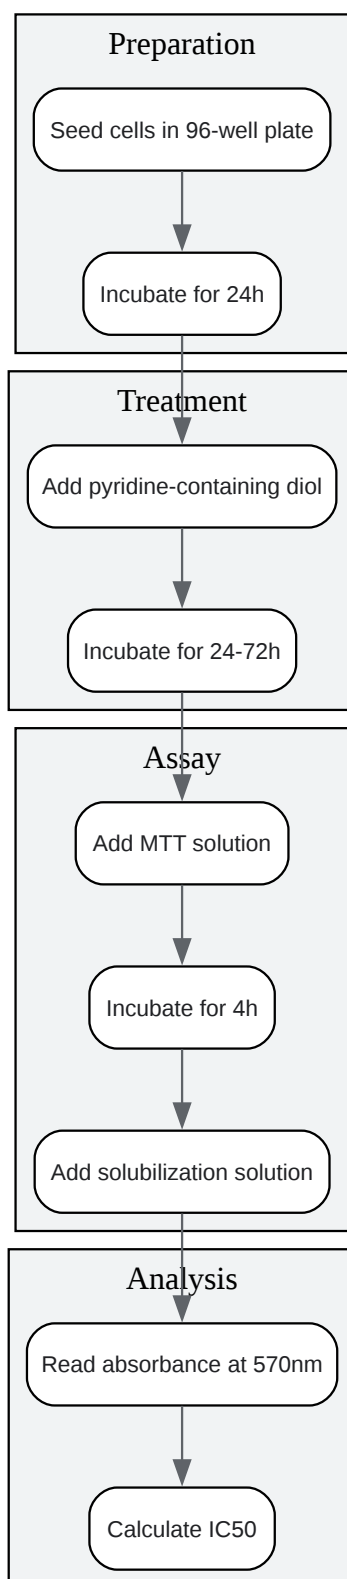 Preparation
Seed cells in 96-well plate
Incubate for 24h
Treatment
Add pyridine-containing diol
Incubate for 24-72h
Assay
Add MTT solution
Incubate for 4h
Add solubilization solution
Analysis
Read absorbance at 570nm
Calculate IC50